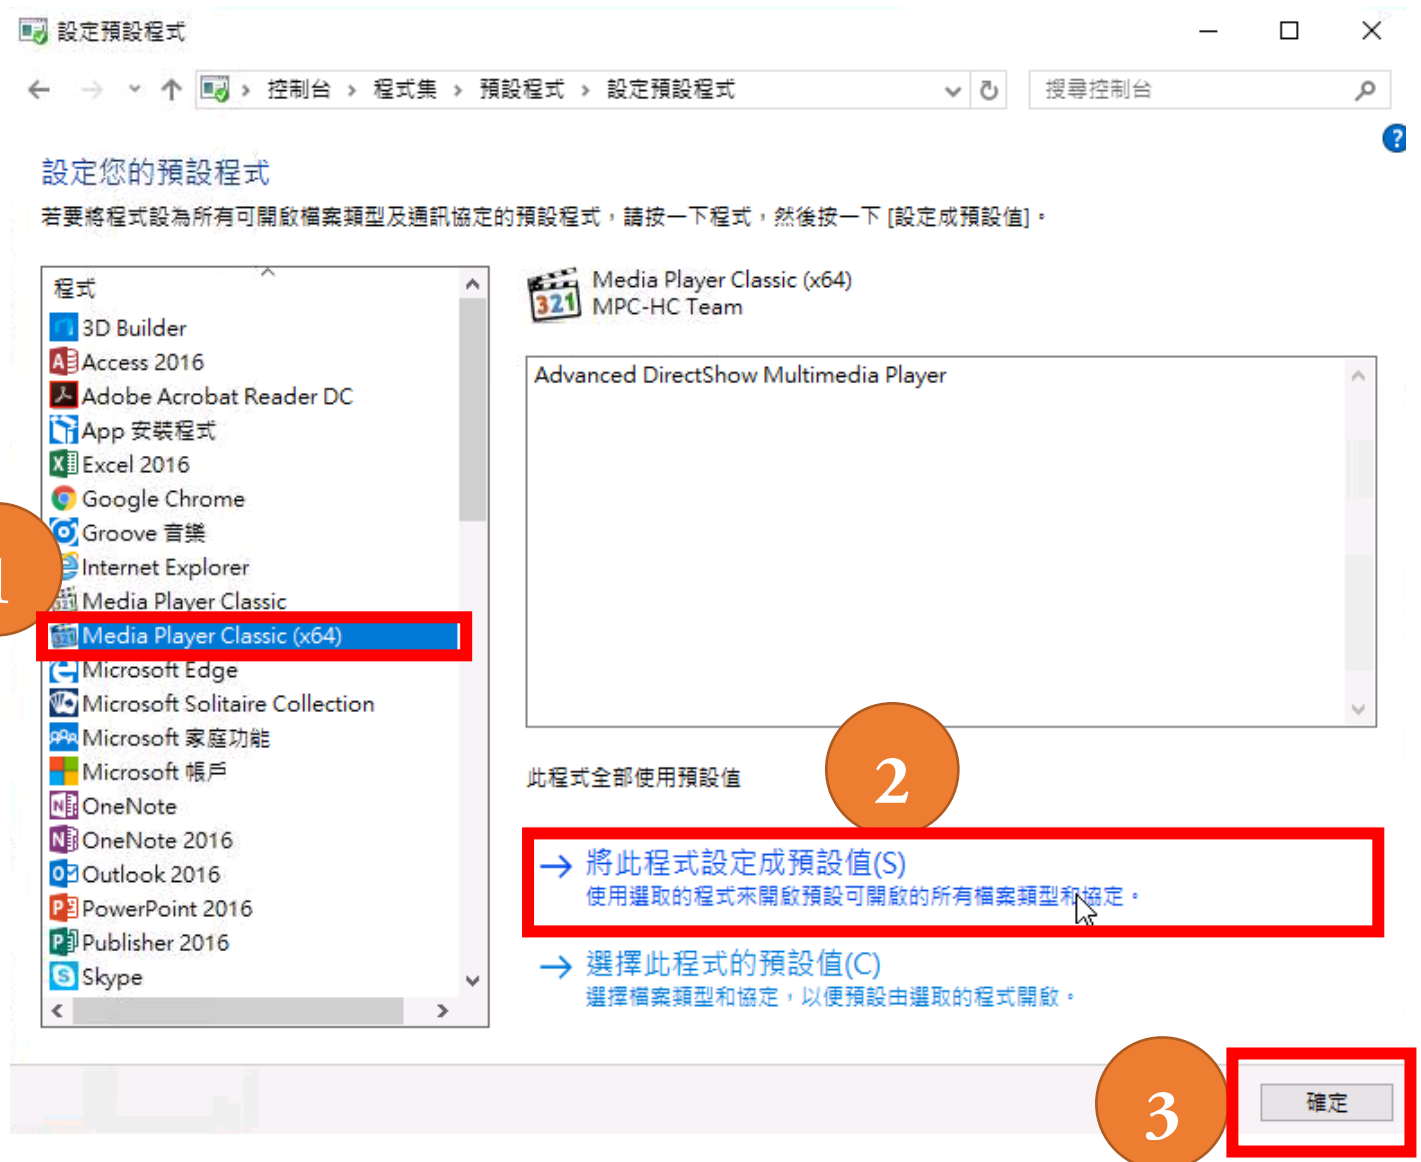 設定預設程式
控制台 › 程式集 › 預設程式 › 設定預設程式
搜尋控制台
?
設定您的預設程式
若要將程式設為所有可開啟檔案類型及通訊協定的預設程式，請按一下程式，然後按一下 [設定成預設值]。
程式
3D Builder
Access 2016
Adobe Acrobat Reader DC
App 安裝程式
Excel 2016
Google Chrome
Groove 音樂
Internet Explorer
Media Player Classic
Media Player Classic (x64)
Microsoft Edge
Microsoft Solitaire Collection
Microsoft 家庭功能
Microsoft 帳戶
OneNote
OneNote 2016
Outlook 2016
PowerPoint 2016
Publisher 2016
Skype
1
Media Player Classic (x64)
MPC-HC Team
Advanced DirectShow Multimedia Player
此程式全部使用預設值
2
將此程式設定成預設值(S)
使用選取的程式來開啟預設可開啟的所有檔案類型和協定。
選擇此程式的預設值(C)
選擇檔案類型和協定，以便預設由選取的程式開啟。
3
確定